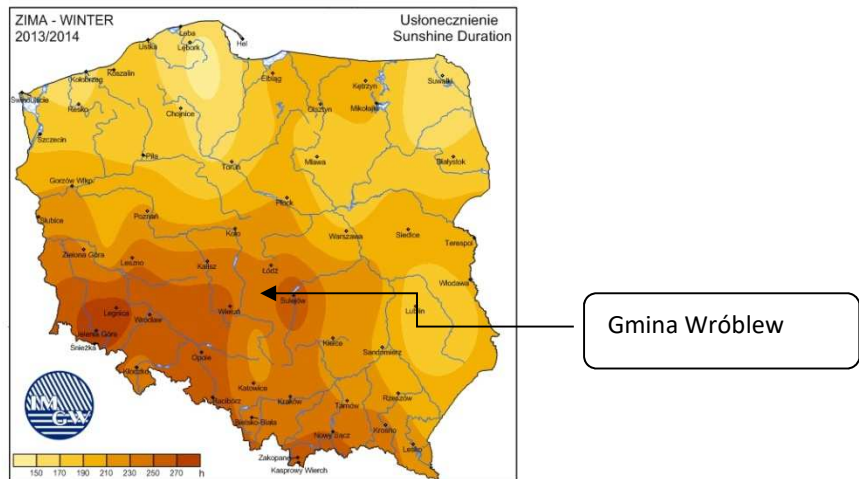 ZIMA - WINTER
2013/2014
Usłonecznienie
Sunshine Duration
Łeba
Hel
Ustka
Lębork
Kołobrzeg
Koszalin
Elbląg
Kętrzyn
Suwałki
Świnoujście
Resko
Chojnice
Olsztyn
Mikołajki
Szczecin
Piła
Toruń
Mława
Białystok
Gorzów Wlkp.
Płock
Słubice
Poznań
Koło
Warszawa
Siedlce
Terespol
Zielona Góra
Leszno
Kalisz
Łódź
Włodawa
Sulejów
Legnica
Wrocław
Wieluń
Lublin
Gmina Wróblew
Jelenia Góra
Śnieżka
Opole
Kielce
Sandomierz
Kłodzko
Katowice
Racibórz
Kraków
Tarnów
Rzeszów
Bielsko-Biała
Nowy Sącz
Krosno
Lesko
Zakopane
Kasprowy Wierch
IM
GW
150 170 190 210 230 250 270 h